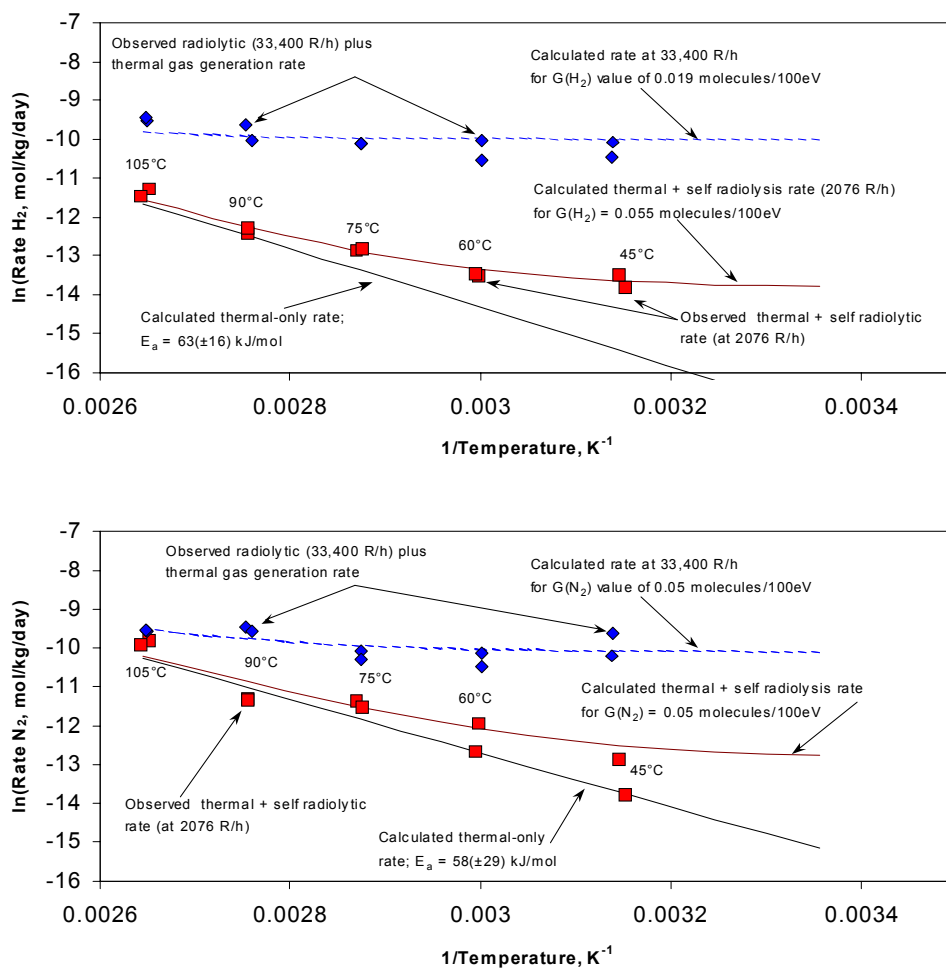 -7
-8
-9
-10
-11
-12
-13
-14
-15
-16
ln(Rate H₂, mol/kg/day)
Observed radiolytic (33,400 R/h) plus
thermal gas generation rate
Calculated rate at 33,400 R/h
for G(H₂) value of 0.019 molecules/100eV
105°C
90°C
75°C
60°C
45°C
Calculated thermal + self radiolysis rate (2076 R/h)
for G(H₂) = 0.055 molecules/100eV
Calculated thermal-only rate;
Eₐ = 63(±16) kJ/mol
Observed thermal + self radiolytic
rate (at 2076 R/h)
0.0026
0.0028
0.003
0.0032
0.0034
1/Temperature, K⁻¹
-7
-8
-9
-10
-11
-12
-13
-14
-15
-16
ln(Rate N₂, mol/kg/day)
Observed radiolytic (33,400 R/h) plus
thermal gas generation rate
Calculated rate at 33,400 R/h
for G(N₂) value of 0.05 molecules/100eV
105°C
90°C
75°C
60°C
45°C
Calculated thermal + self radiolysis rate
for G(N₂) = 0.05 molecules/100eV
Observed thermal + self radiolytic
rate (at 2076 R/h)
Calculated thermal-only
rate; Eₐ = 58(±29) kJ/mol
0.0026
0.0028
0.003
0.0032
0.0034
1/Temperature, K⁻¹